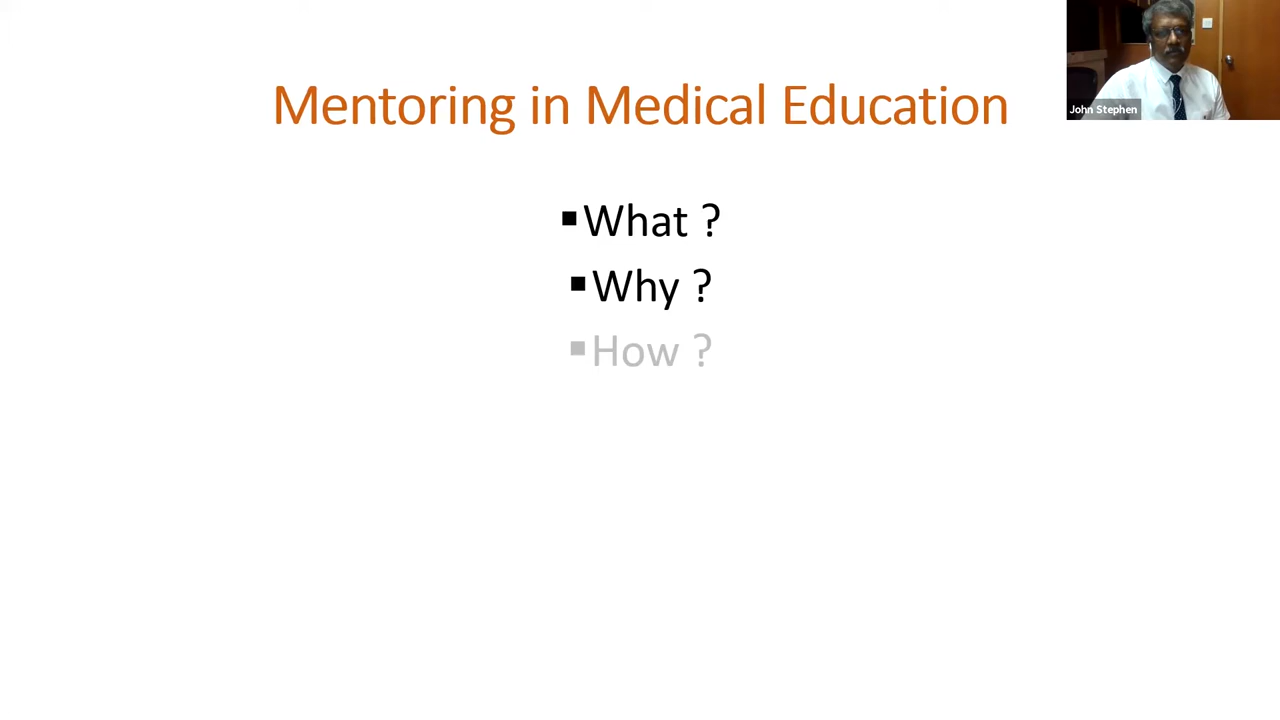 Mentoring in Medical Education
John Stephen
▪What ?
▪Why ?
▪How ?